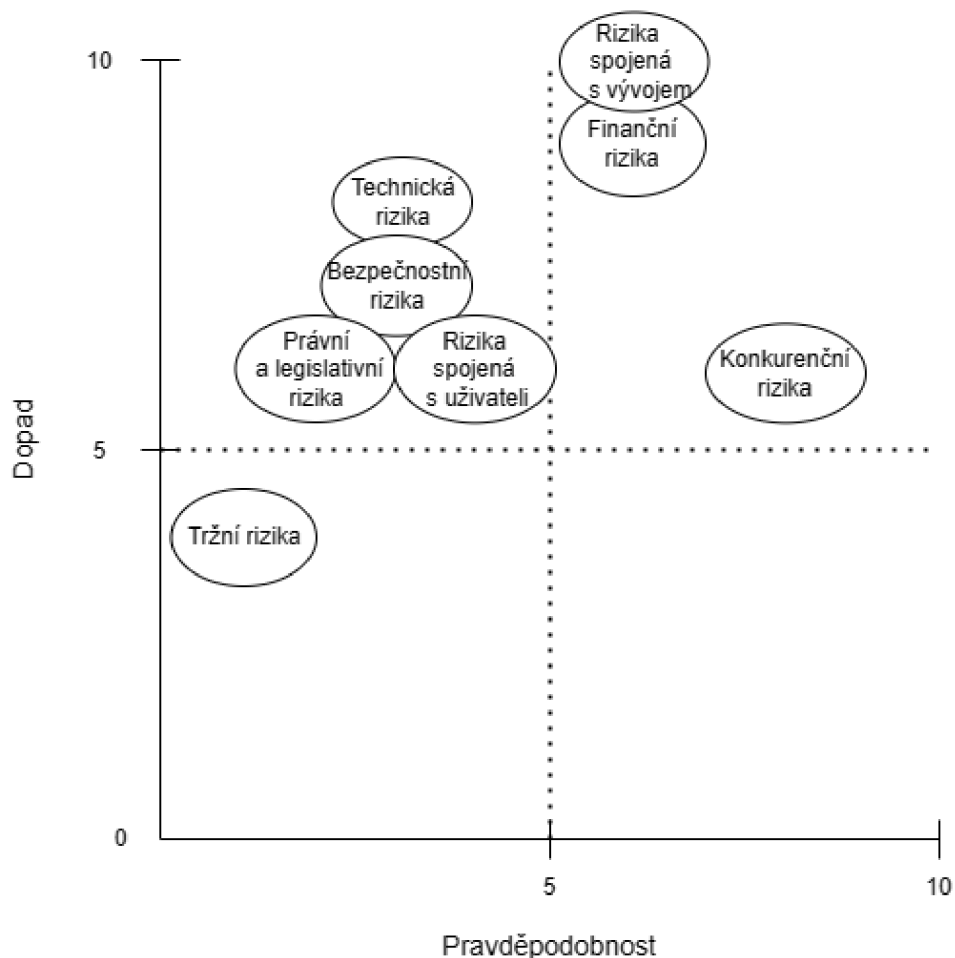 10
Rizika
spojená
s vývojem
Finanční
rizika
Technická
rizika
Bezpečnostní
rizika
Právní
a legislativní
rizika
Rizika
spojená
s uživateli
Konkurenční
rizika
Dopad
5
Tržní rizika
0
5
10
Pravděpodobnost